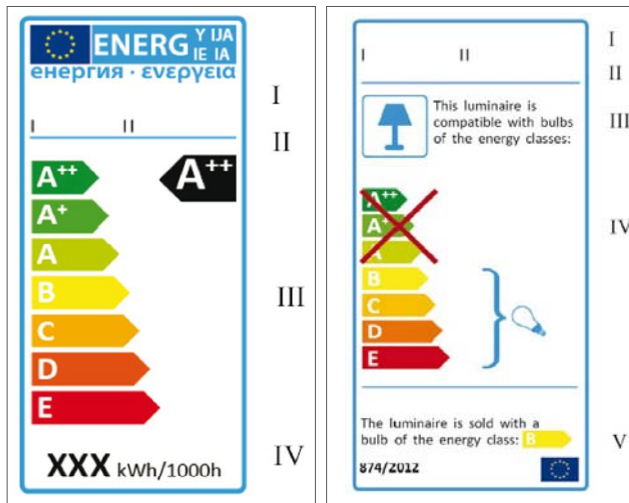 ENERG Y IJA
IE IA
енергия · ενεργεια
I II
A++
A++
A+
A
B
C
D
E
XXX kWh/1000h
I
II
III
IV
I II
This luminaire is
compatible with bulbs
of the energy classes:
A++
A+
A
B
C
D
E
The luminaire is sold with a
bulb of the energy class: B
874/2012
I
II
III
IV
V